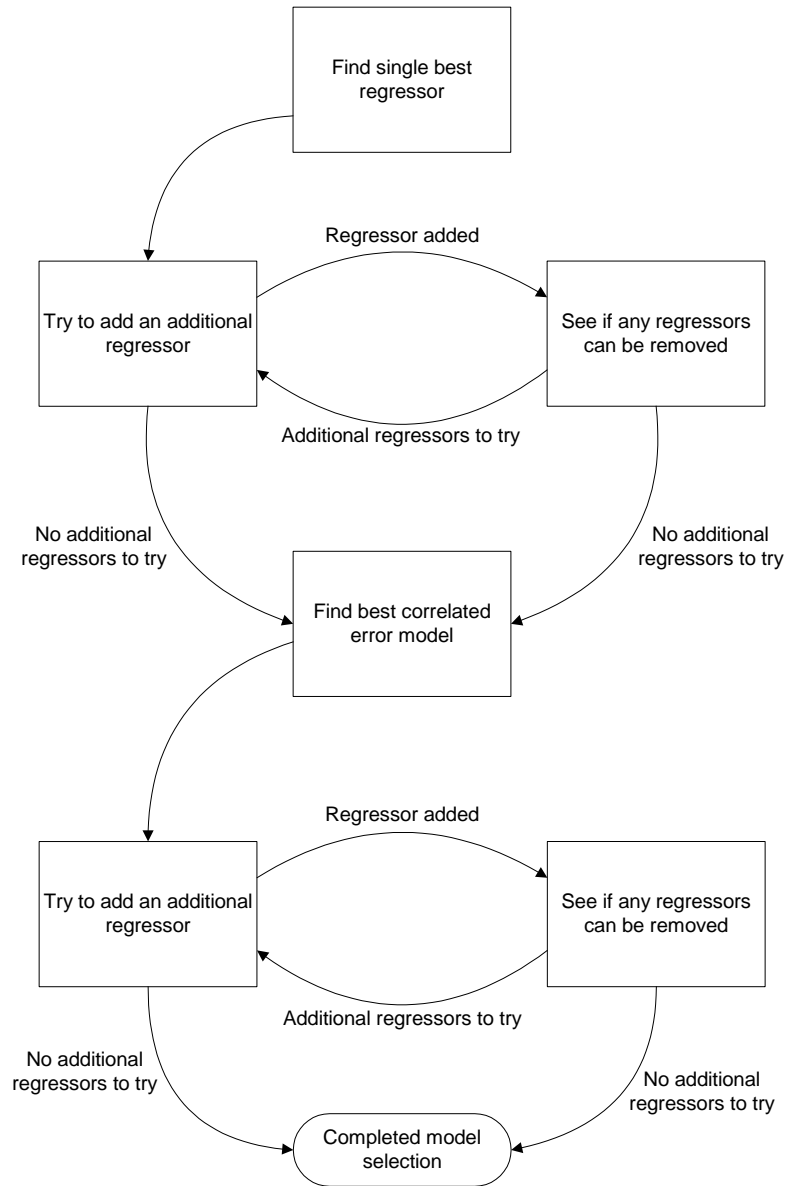 Find single best
regressor
Regressor added
Try to add an additional
regressor
See if any regressors
can be removed
Additional regressors to try
No additional
regressors to try
No additional
regressors to try
Find best correlated
error model
Regressor added
Try to add an additional
regressor
See if any regressors
can be removed
Additional regressors to try
No additional
regressors to try
No additional
regressors to try
Completed model
selection